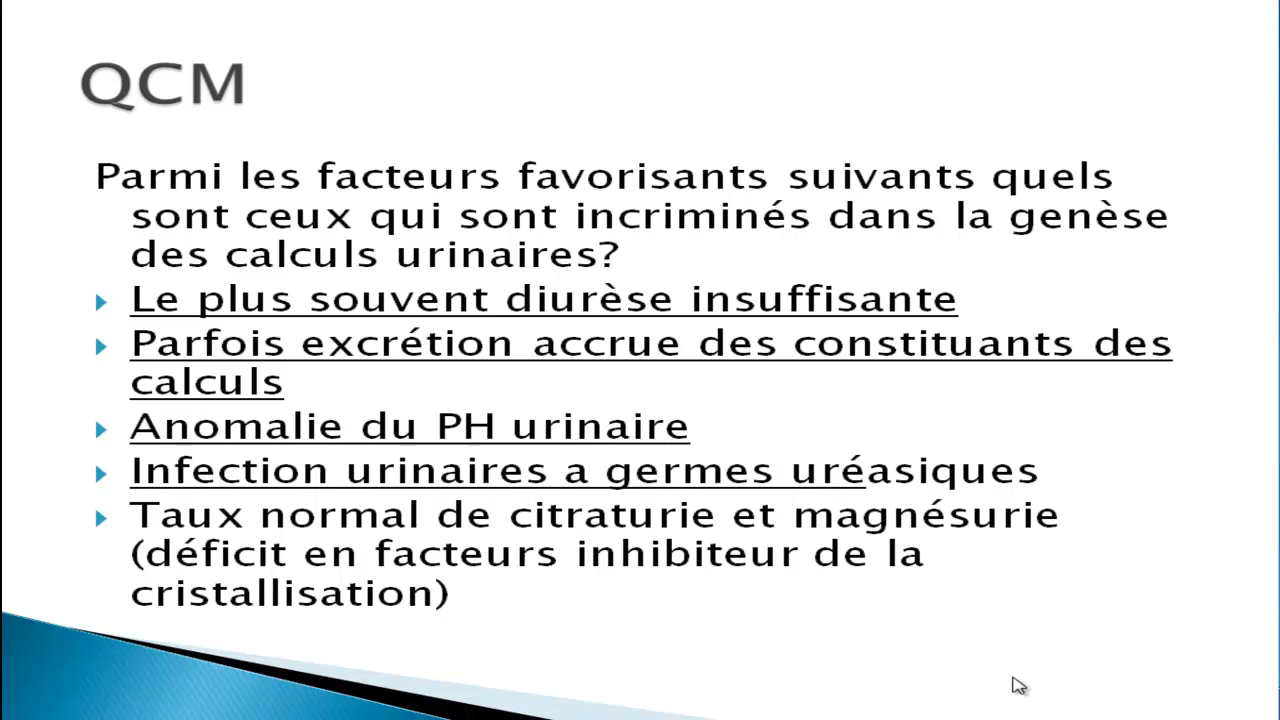 QCM
Parmi les facteurs favorisants suivants quels
sont ceux qui sont incriminés dans la genèse
des calculs urinaires?
Le plus souvent diurèse insuffisante
Parfois excrétion accrue des constituants des
calculs
Anomalie du PH urinaire
Infection urinaires a germes uréasiques
Taux normal de citraturie et magnésurie
(déficit en facteurs inhibiteur de la
cristallisation)